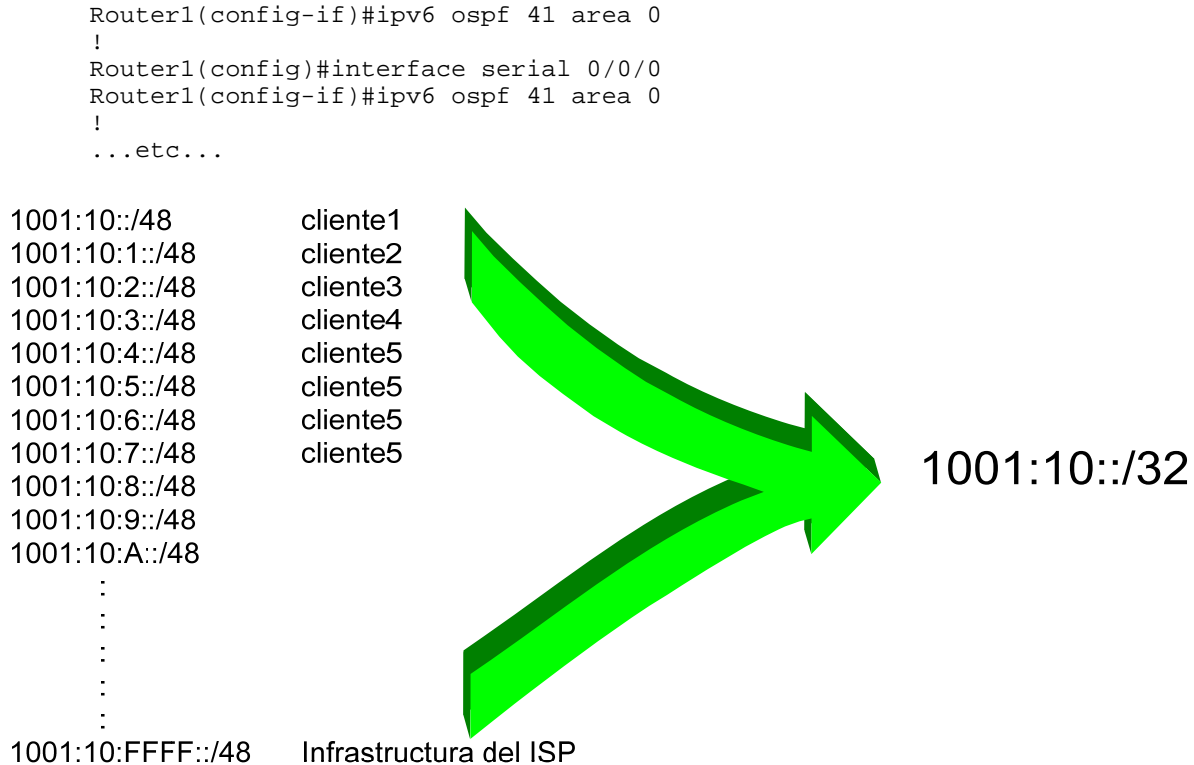 Router1(config-if)#ipv6 ospf 41 area 0
!
Router1(config)#interface serial 0/0/0
Router1(config-if)#ipv6 ospf 41 area 0
!
...etc...
1001:10::/48 cliente1
1001:10:1::/48 cliente2
1001:10:2::/48 cliente3
1001:10:3::/48 cliente4
1001:10:4::/48 cliente5
1001:10:5::/48 cliente5
1001:10:6::/48 cliente5
1001:10:7::/48 cliente5
1001:10:8::/48
1001:10:9::/48
1001:10:A::/48
:
:
:
:
:
1001:10:FFFF::/48 Infrastructura del ISP
1001:10::/32